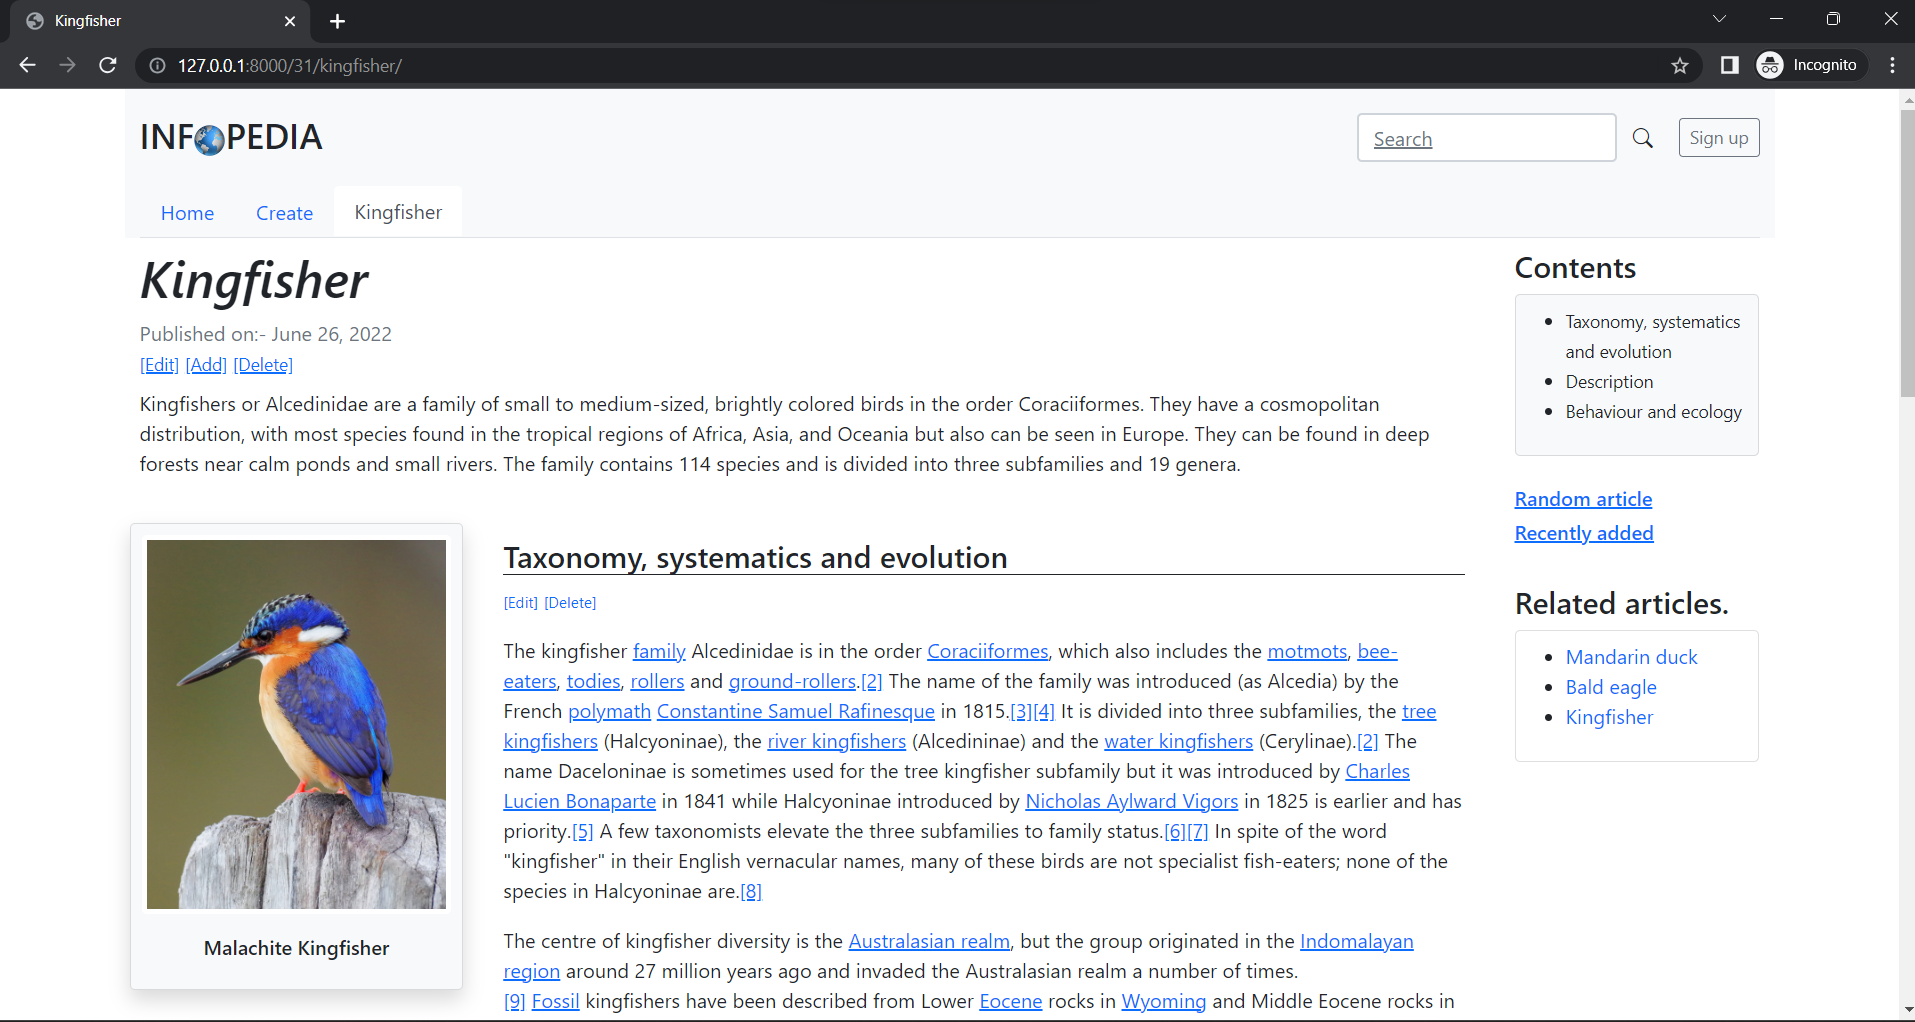 Kingfisher
127.0.0.1:8000/31/kingfisher/
Incognito
INFOPEDIA
Search
Sign up
Home
Create
Kingfisher
Kingfisher
Published on:- June 26, 2022
[Edit] [Add] [Delete]
Kingfishers or Alcedinidae are a family of small to medium-sized, brightly colored birds in the order Coraciiformes. They have a cosmopolitan
distribution, with most species found in the tropical regions of Africa, Asia, and Oceania but also can be seen in Europe. They can be found in deep
forests near calm ponds and small rivers. The family contains 114 species and is divided into three subfamilies and 19 genera.
Malachite Kingfisher
Taxonomy, systematics and evolution
[Edit] [Delete]
The kingfisher family Alcedinidae is in the order Coraciiformes, which also includes the motmots, bee-
eaters, todies, rollers and ground-rollers.[2] The name of the family was introduced (as Alcedia) by the
French polymath Constantine Samuel Rafinesque in 1815.[3][4] It is divided into three subfamilies, the tree
kingfishers (Halcyoninae), the river kingfishers (Alcedininae) and the water kingfishers (Cerylinae).[2] The
name Daceloninae is sometimes used for the tree kingfisher subfamily but it was introduced by Charles
Lucien Bonaparte in 1841 while Halcyoninae introduced by Nicholas Aylward Vigors in 1825 is earlier and has
priority.[5] A few taxonomists elevate the three subfamilies to family status.[6][7] In spite of the word
"kingfisher" in their English vernacular names, many of these birds are not specialist fish-eaters; none of the
species in Halcyoninae are.[8]
The centre of kingfisher diversity is the Australasian realm, but the group originated in the Indomalayan
region around 27 million years ago and invaded the Australasian realm a number of times.
[9] Fossil kingfishers have been described from Lower Eocene rocks in Wyoming and Middle Eocene rocks in
Contents
Taxonomy, systematics
and evolution
Description
Behaviour and ecology
Random article
Recently added
Related articles.
Mandarin duck
Bald eagle
Kingfisher